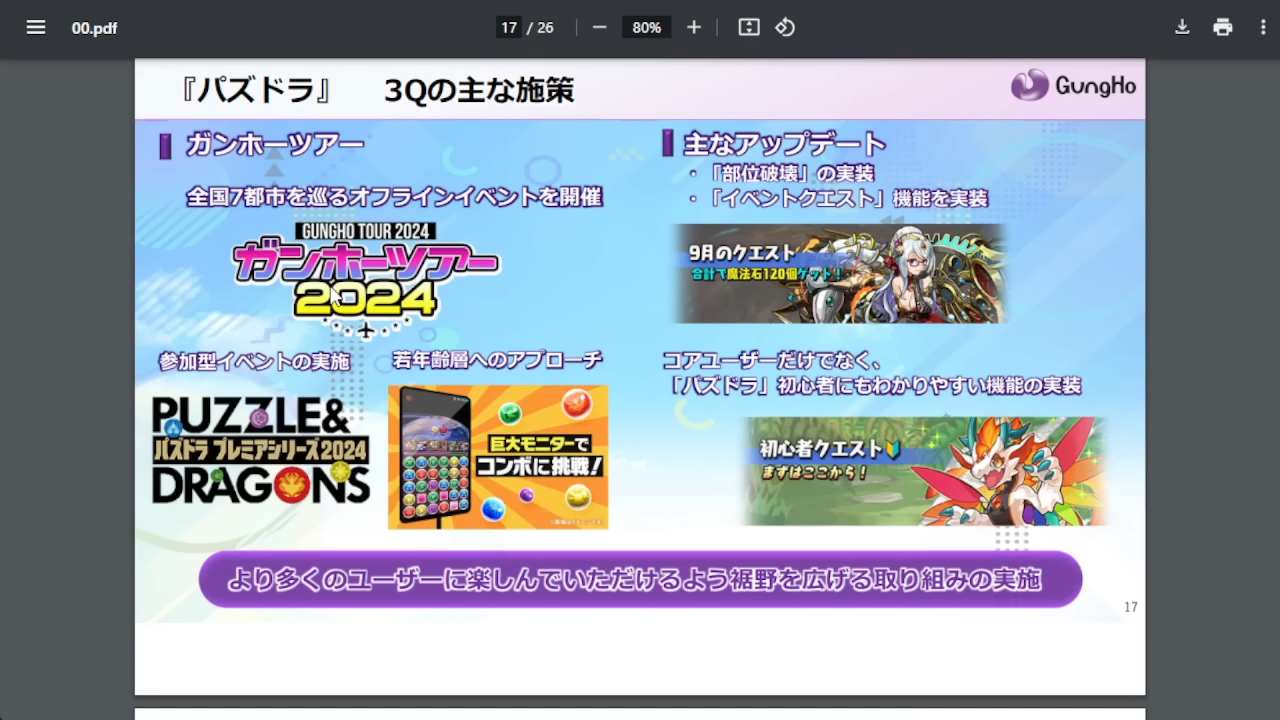 00.pdf
17 / 26
80%
『パズドラ』 3Qの主な施策
GungHo
ガンホーツアー
全国7都市を巡るオフラインイベントを開催
GUNGHO TOUR 2024
ガンホーツアー
2024
参加型イベントの実施
PUZZLE&
パズドラ プレミアシリーズ2024
DRAGONS
若年齢層へのアプローチ
巨大モニターで
コンボに挑戦!
主なアップデート
・「部位破壊」の実装
・「イベントクエスト」機能を実装
9月のクエスト
合計で魔法石120個ゲット!
コアユーザーだけでなく、
「パズドラ」初心者にもわかりやすい機能の実装
初心者クエスト
まずはここから!
より多くのユーザーに楽しんでいただけるよう裾野を広げる取り組みの実施
17